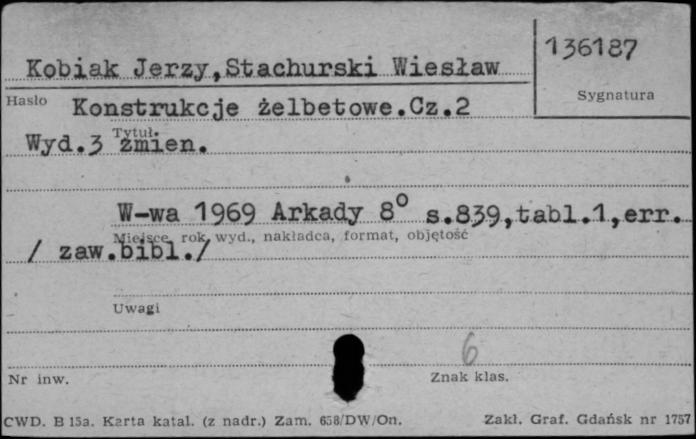 136187
Kobiak Jerzy,Stachurski Wiesław
Sygnatura
Hasło Konstrukcje żelbetowe.Cz.2
Tytuł
Wyd.3 zmien.
W-wa 1969 Arkady 8° s.839,tabl.1,err.
Miejsce, rok wyd., nakładca, format, objętość
/ zaw.bibl./
Uwagi
6
Nr inw. Znak klas.
CWD. B 15a. Karta katal. (z nadr.) Zam. 658/DW/On. Zakł. Graf. Gdańsk nr 1757